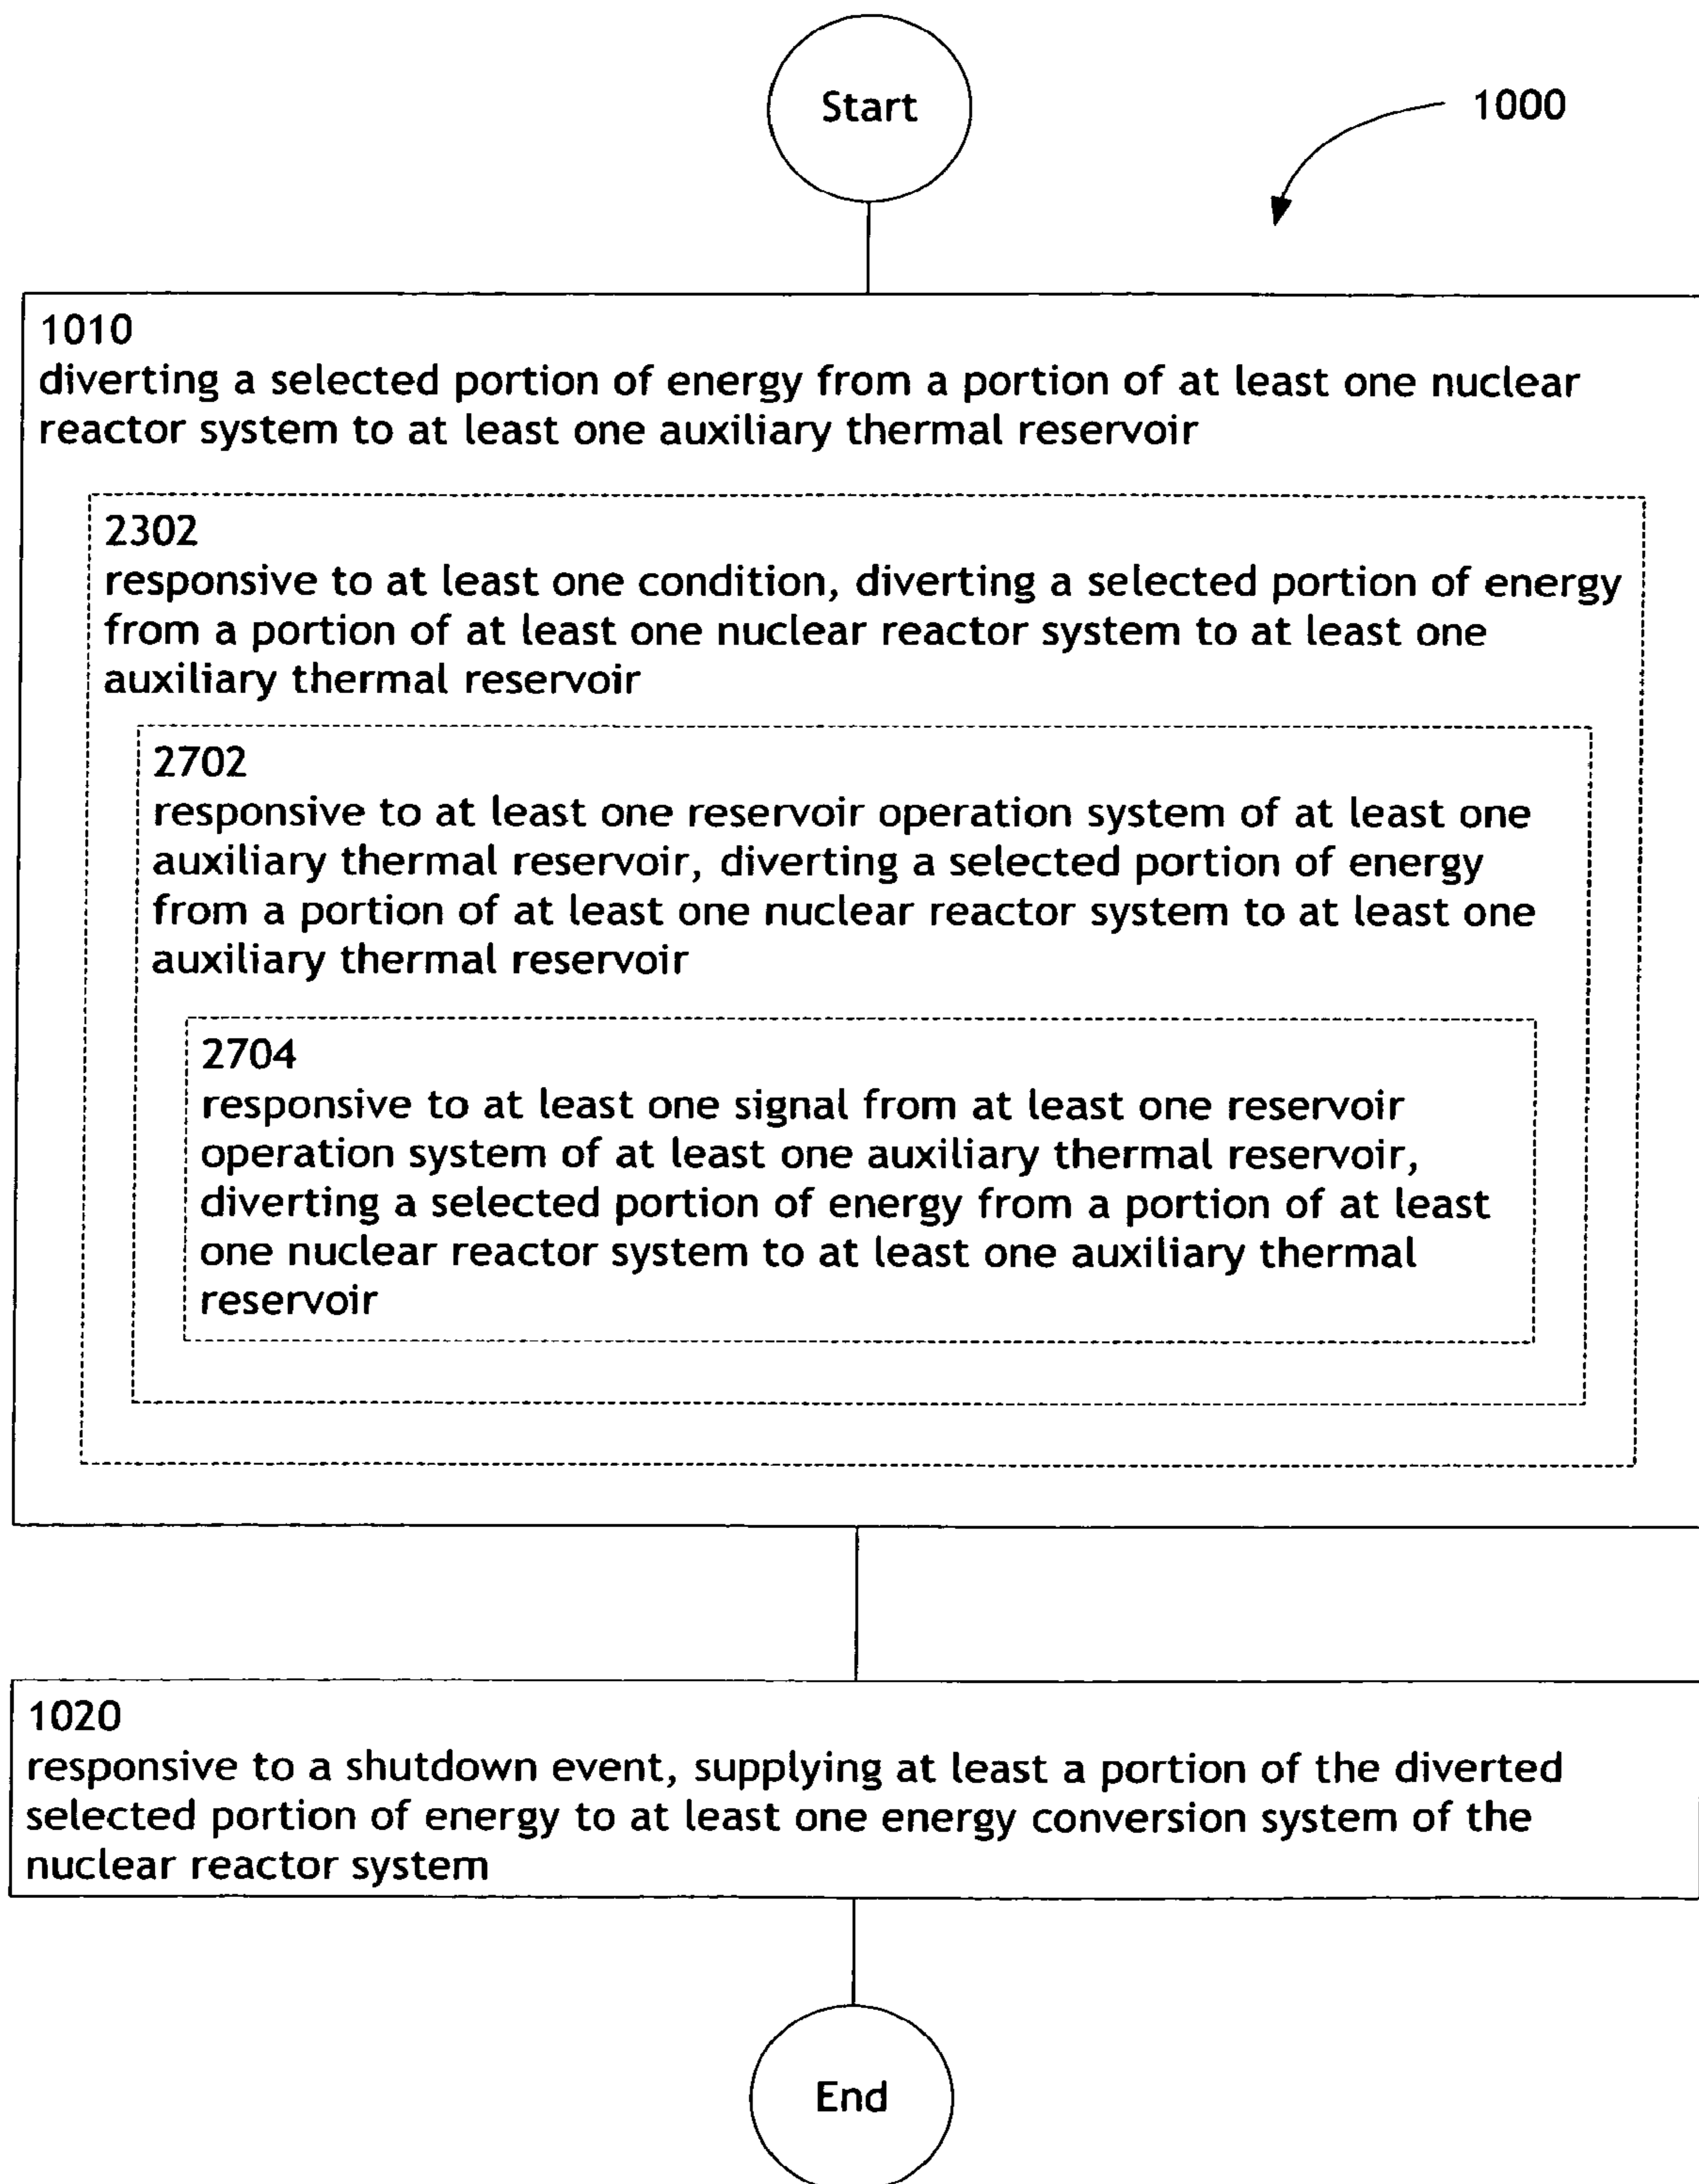 Start
1000
1010
diverting a selected portion of energy from a portion of at least one nuclear
reactor system to at least one auxiliary thermal reservoir
2302
responsive to at least one condition, diverting a selected portion of energy
from a portion of at least one nuclear reactor system to at least one
auxiliary thermal reservoir
2702
responsive to at least one reservoir operation system of at least one
auxiliary thermal reservoir, diverting a selected portion of energy
from a portion of at least one nuclear reactor system to at least one
auxiliary thermal reservoir
2704
responsive to at least one signal from at least one reservoir
operation system of at least one auxiliary thermal reservoir,
diverting a selected portion of energy from a portion of at least
one nuclear reactor system to at least one auxiliary thermal
reservoir
1020
responsive to a shutdown event, supplying at least a portion of the diverted
selected portion of energy to at least one energy conversion system of the
nuclear reactor system
End